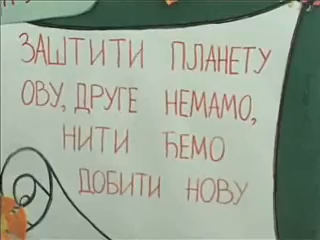 ЗАШТИТИ ПЛАНЕТУ
ОВУ, ДРУГЕ НЕМАМО,
НИТИ ЋЕМО
ДОБИТИ НОВУ